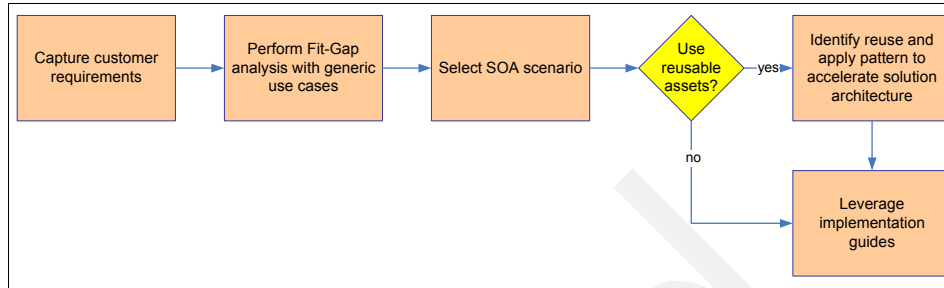 Capture customer
requirements
Perform Fit-Gap
analysis with generic
use cases
Select SOA scenario
Use
reusable
assets?
yes
Identify reuse and
apply pattern to
accelerate solution
architecture
no
Leverage
implementation
guides